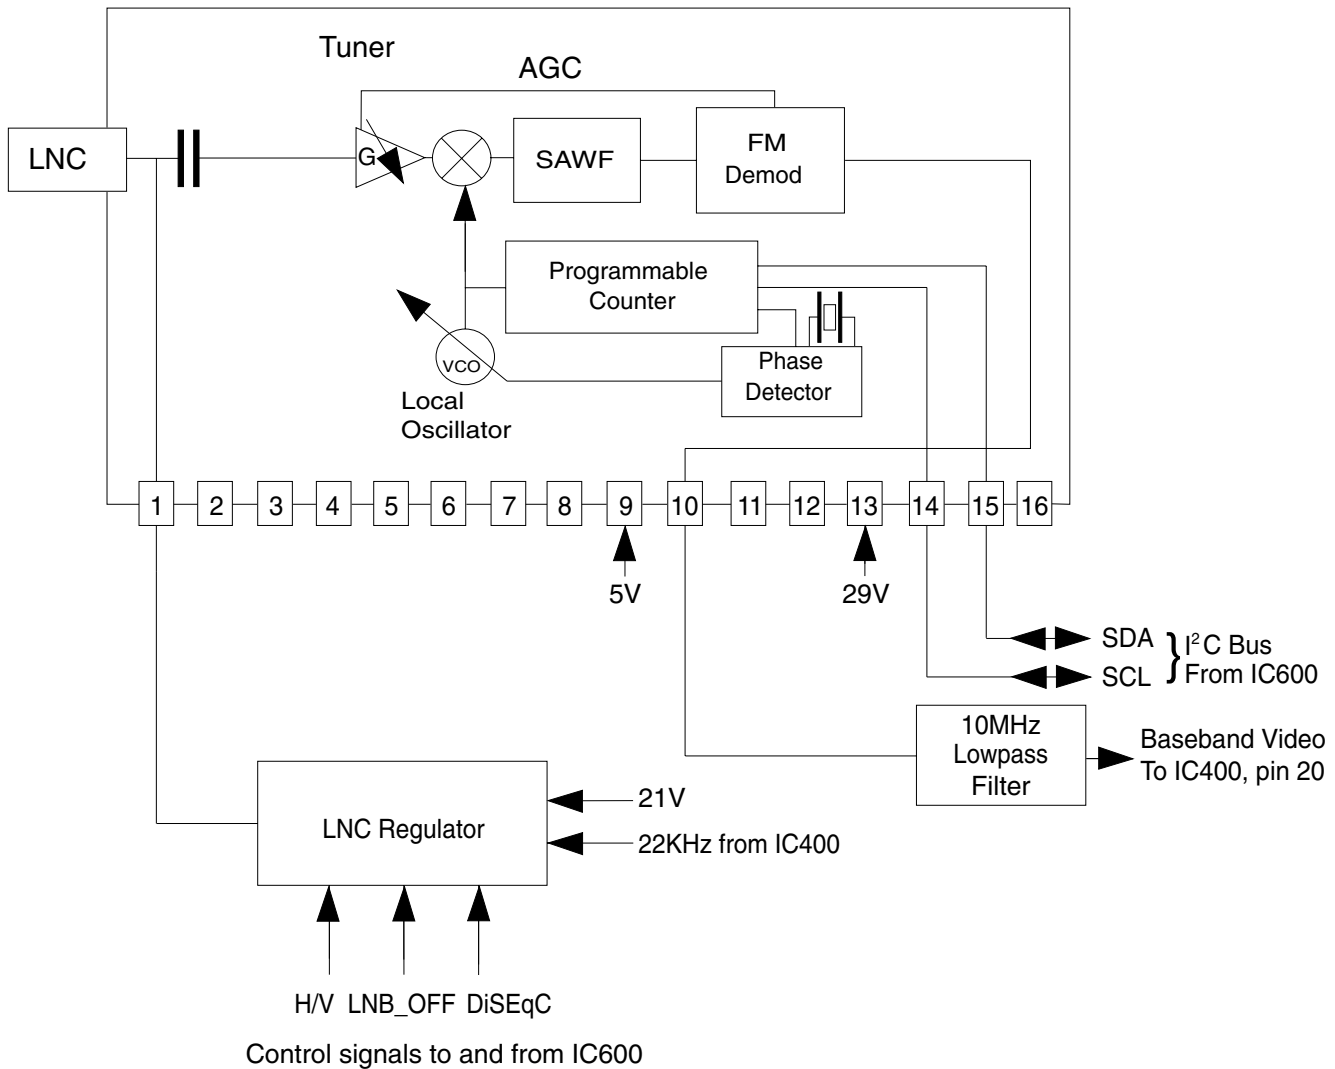 Tuner
AGC
LNC
G
SAWF
FM
Demod
Programmable
Counter
VCO
Phase
Detector
Local
Oscillator
1 2 3 4 5 6 7 8 9 10 11 12 13 14 15 16
5V
29V
SDA
SCL
} I²C Bus
From IC600
10MHz
Lowpass
Filter
Baseband Video
To IC400, pin 20
LNC Regulator
21V
22KHz from IC400
H/V LNB_OFF DiSEqC
Control signals to and from IC600